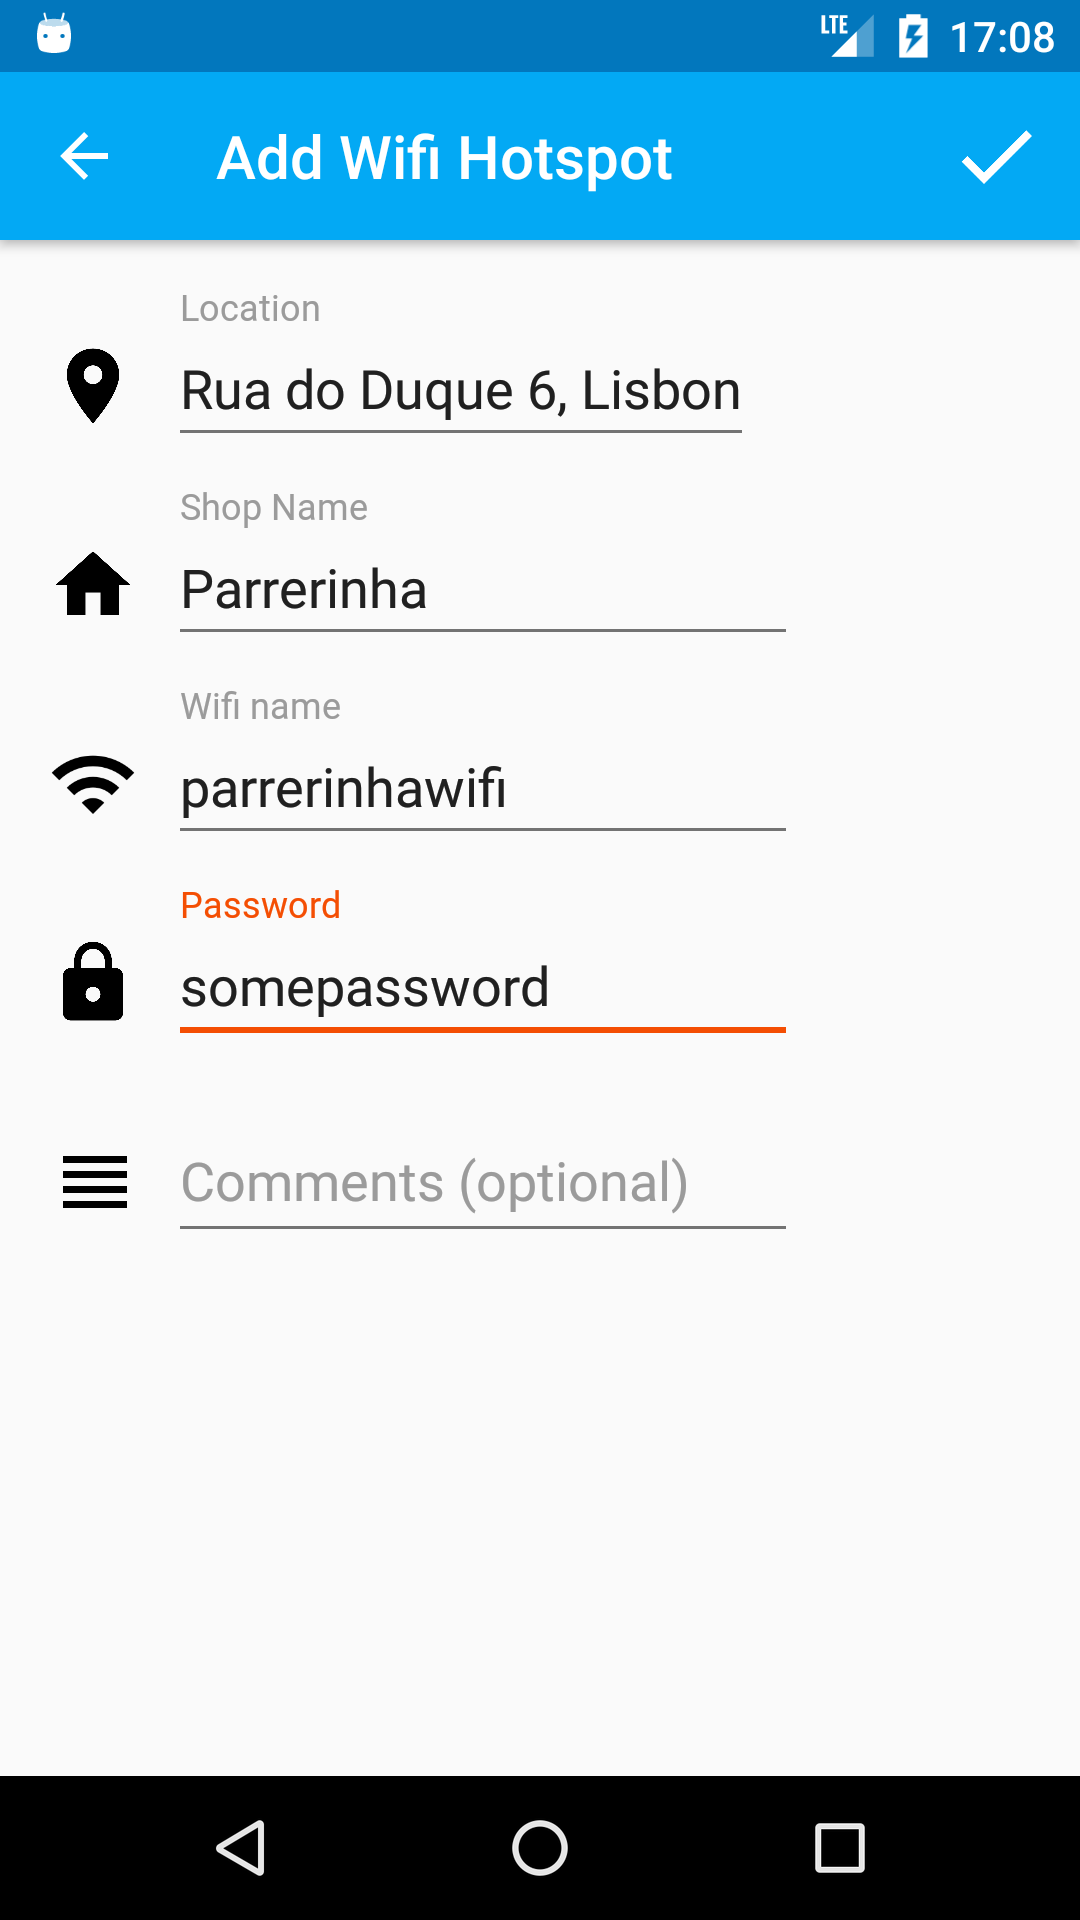 LTE 17:08
Add Wifi Hotspot
Location
Rua do Duque 6, Lisbon
Shop Name
Parrerinha
Wifi name
parrerinhawifi
Password
somepassword
Comments (optional)